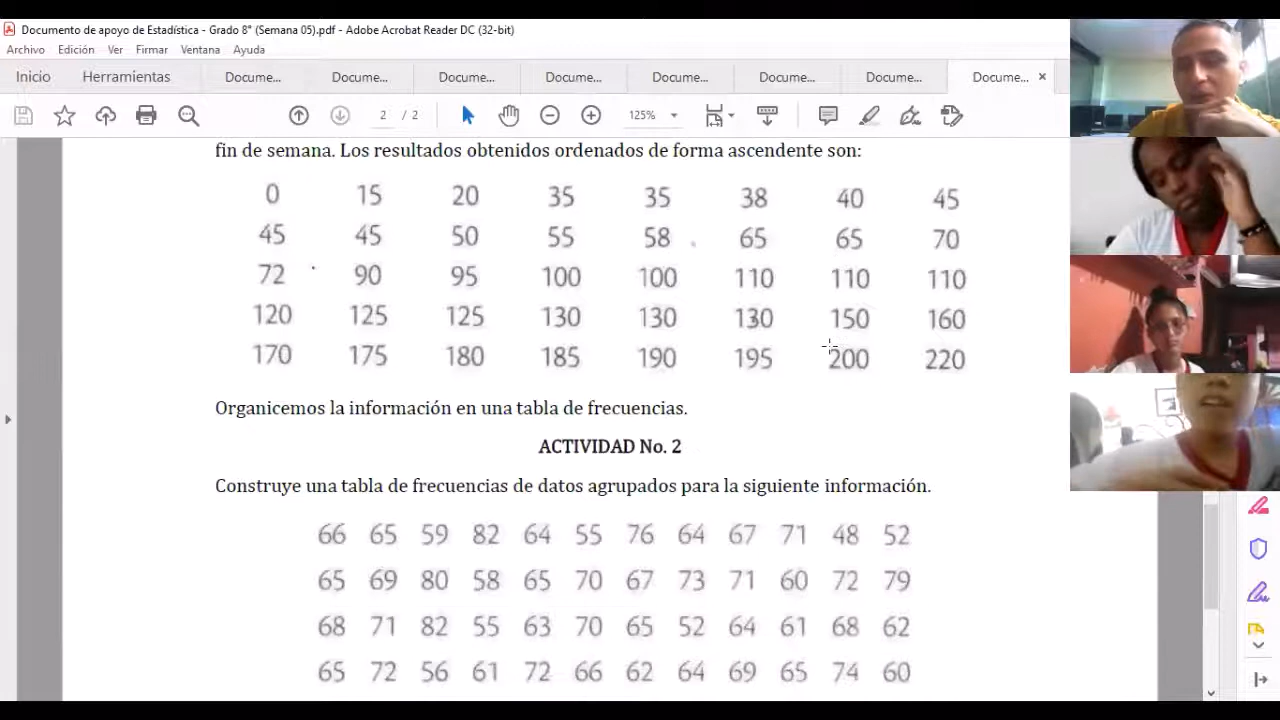 Documento de apoyo de Estadística - Grado 8° (Semana 05).pdf - Adobe Acrobat Reader DC (32-bit)
Archivo Edición Ver Firmar Ventana Ayuda
Inicio Herramientas Docume... Docume... Docume... Docume... Docume... Docume... Docume... Docume... ×
2 / 2 125%
fin de semana. Los resultados obtenidos ordenados de forma ascendente son:
0 15 20 35 35 38 40 45
45 45 50 55 58 65 65 70
72 90 95 100 100 110 110 110
120 125 125 130 130 130 150 160
170 175 180 185 190 195 200 220
Organicemos la información en una tabla de frecuencias.
ACTIVIDAD No. 2
Construye una tabla de frecuencias de datos agrupados para la siguiente información.
66 65 59 82 64 55 76 64 67 71 48 52
65 69 80 58 65 70 67 73 71 60 72 79
68 71 82 55 63 70 65 52 64 61 68 62
65 72 56 61 72 66 62 64 69 65 74 60